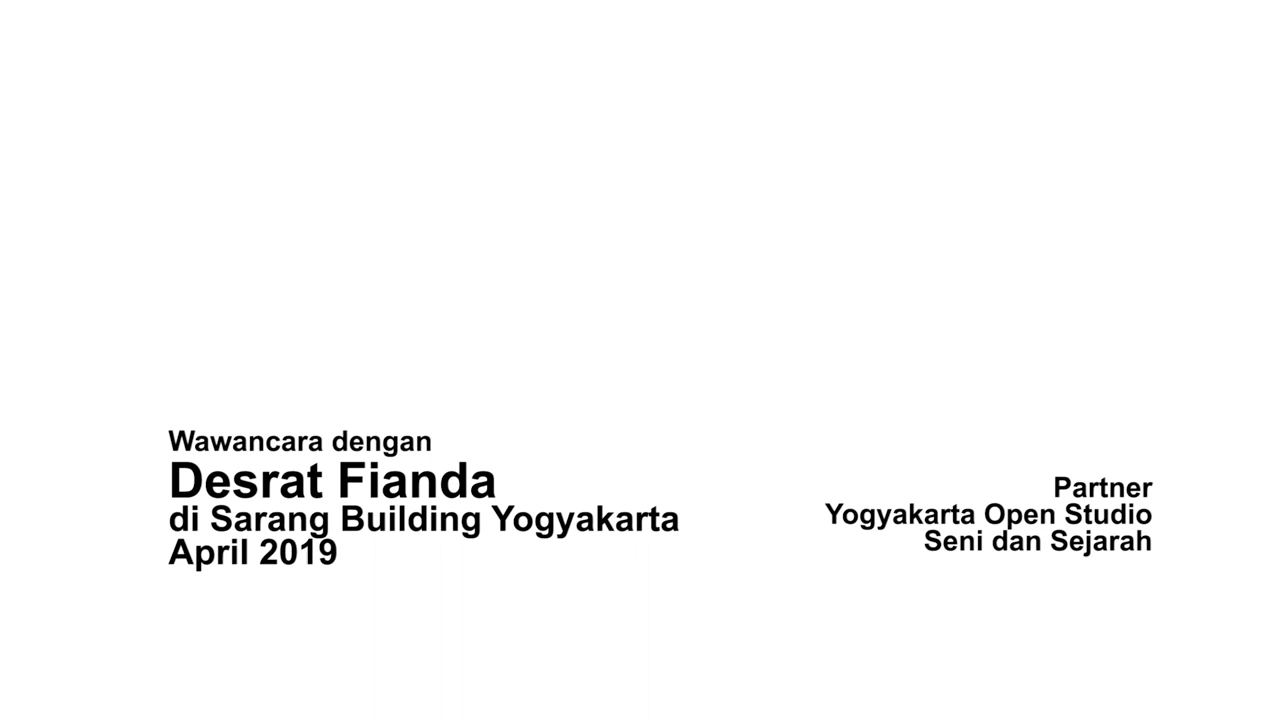 Wawancara dengan
Desrat Fianda
di Sarang Building Yogyakarta
April 2019
Partner
Yogyakarta Open Studio
Seni dan Sejarah